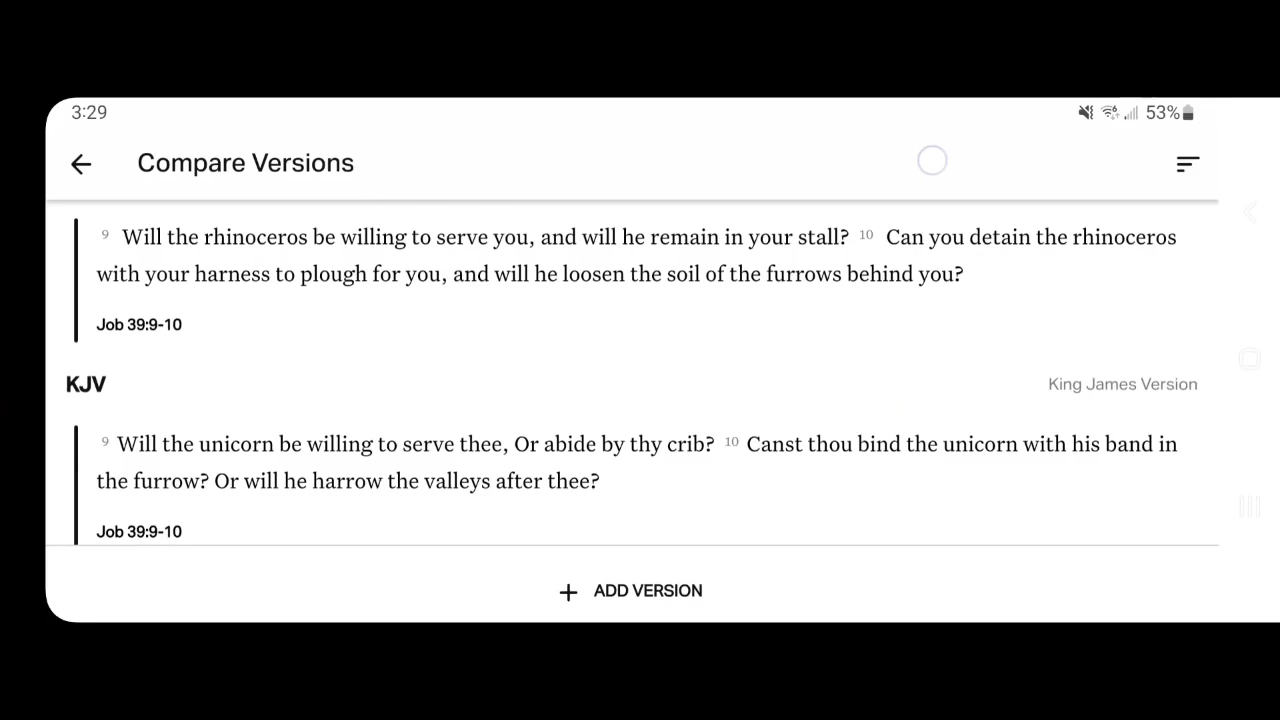 3:29
53%
Compare Versions
9 Will the rhinoceros be willing to serve you, and will he remain in your stall? 10 Can you detain the rhinoceros
with your harness to plough for you, and will he loosen the soil of the furrows behind you?
Job 39:9-10
KJV
King James Version
9 Will the unicorn be willing to serve thee, Or abide by thy crib? 10 Canst thou bind the unicorn with his band in
the furrow? Or will he harrow the valleys after thee?
Job 39:9-10
+ ADD VERSION